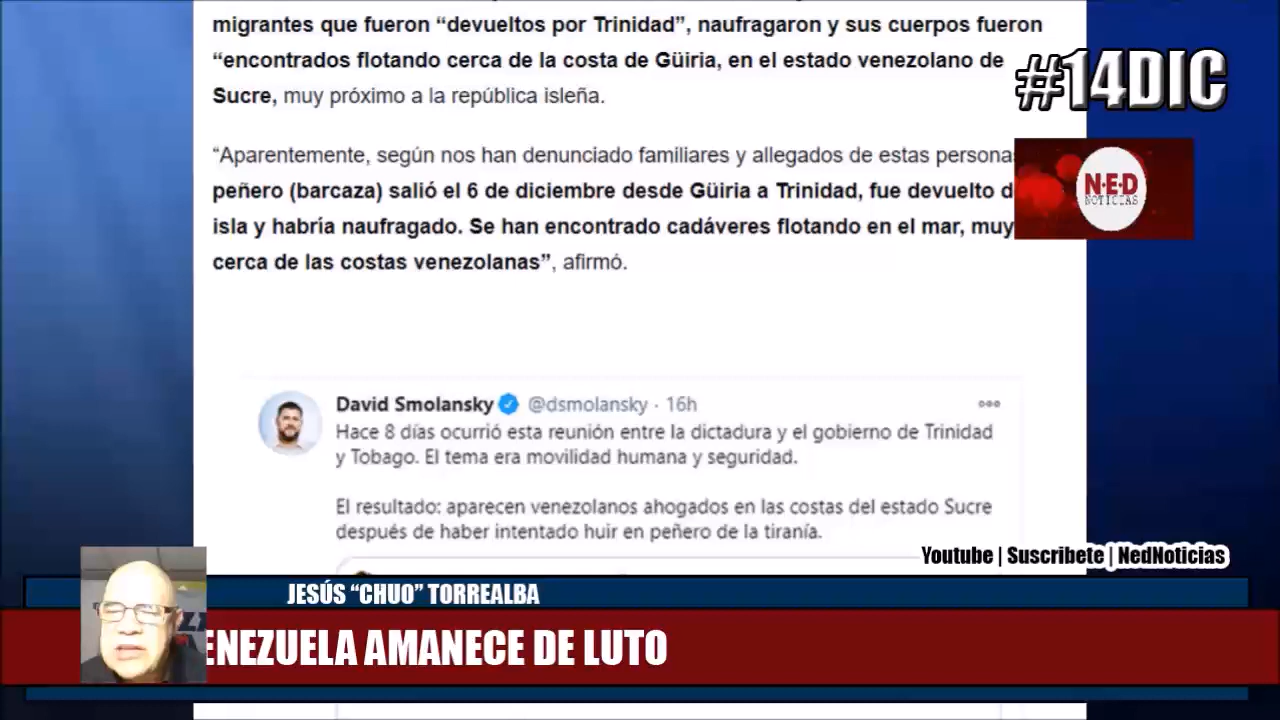 migrantes que fueron “devueltos por Trinidad”, naufragaron y sus cuerpos fueron
“encontrados flotando cerca de la costa de Güiria, en el estado venezolano de
Sucre, muy próximo a la república isleña.
#14DIC
“Aparentemente, según nos han denunciado familiares y allegados de estas persona
peñero (barcaza) salió el 6 de diciembre desde Güiria a Trinidad, fue devuelto d
isla y habría naufragado. Se han encontrado cadáveres flotando en el mar, muy
cerca de las costas venezolanas”, afirmó.
N·E·D
NOTICIAS
David Smolansky @dsmolansky · 16h
Hace 8 días ocurrió esta reunión entre la dictadura y el gobierno de Trinidad
y Tobago. El tema era movilidad humana y seguridad.
El resultado: aparecen venezolanos ahogados en las costas del estado Sucre
después de haber intentado huir en peñero de la tiranía.
Youtube | Suscribete | NedNoticias
JESÚS “CHUO” TORREALBA
ENEZUELA AMANECE DE LUTO